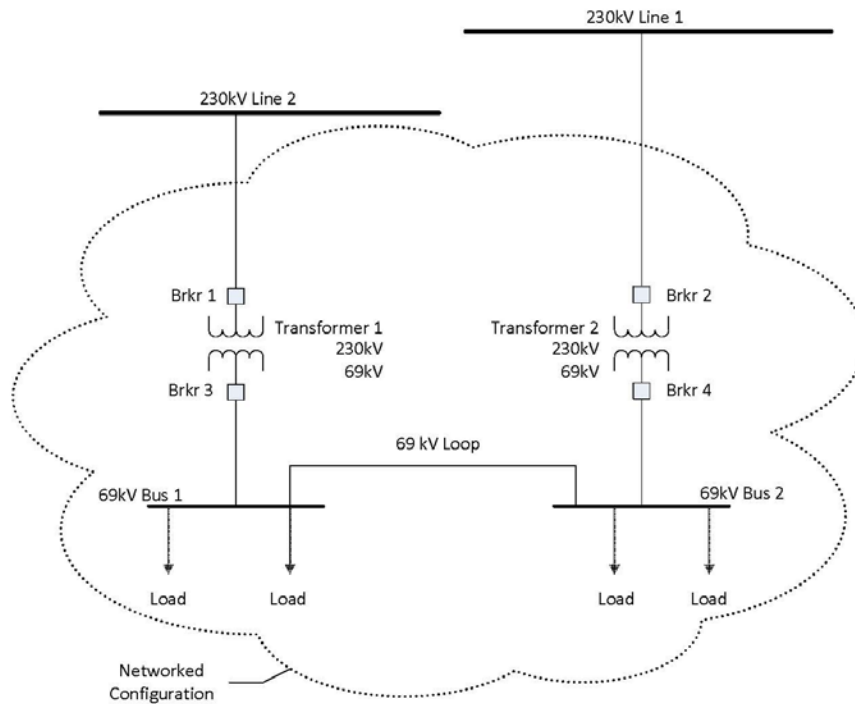 230kV Line 1
230kV Line 2
Brkr 1
Brkr 2
Transformer 1
230kV
69kV
Transformer 2
230kV
69kV
Brkr 3
Brkr 4
69 kV Loop
69kV Bus 1
69kV Bus 2
Load
Load
Load
Load
Networked
Configuration